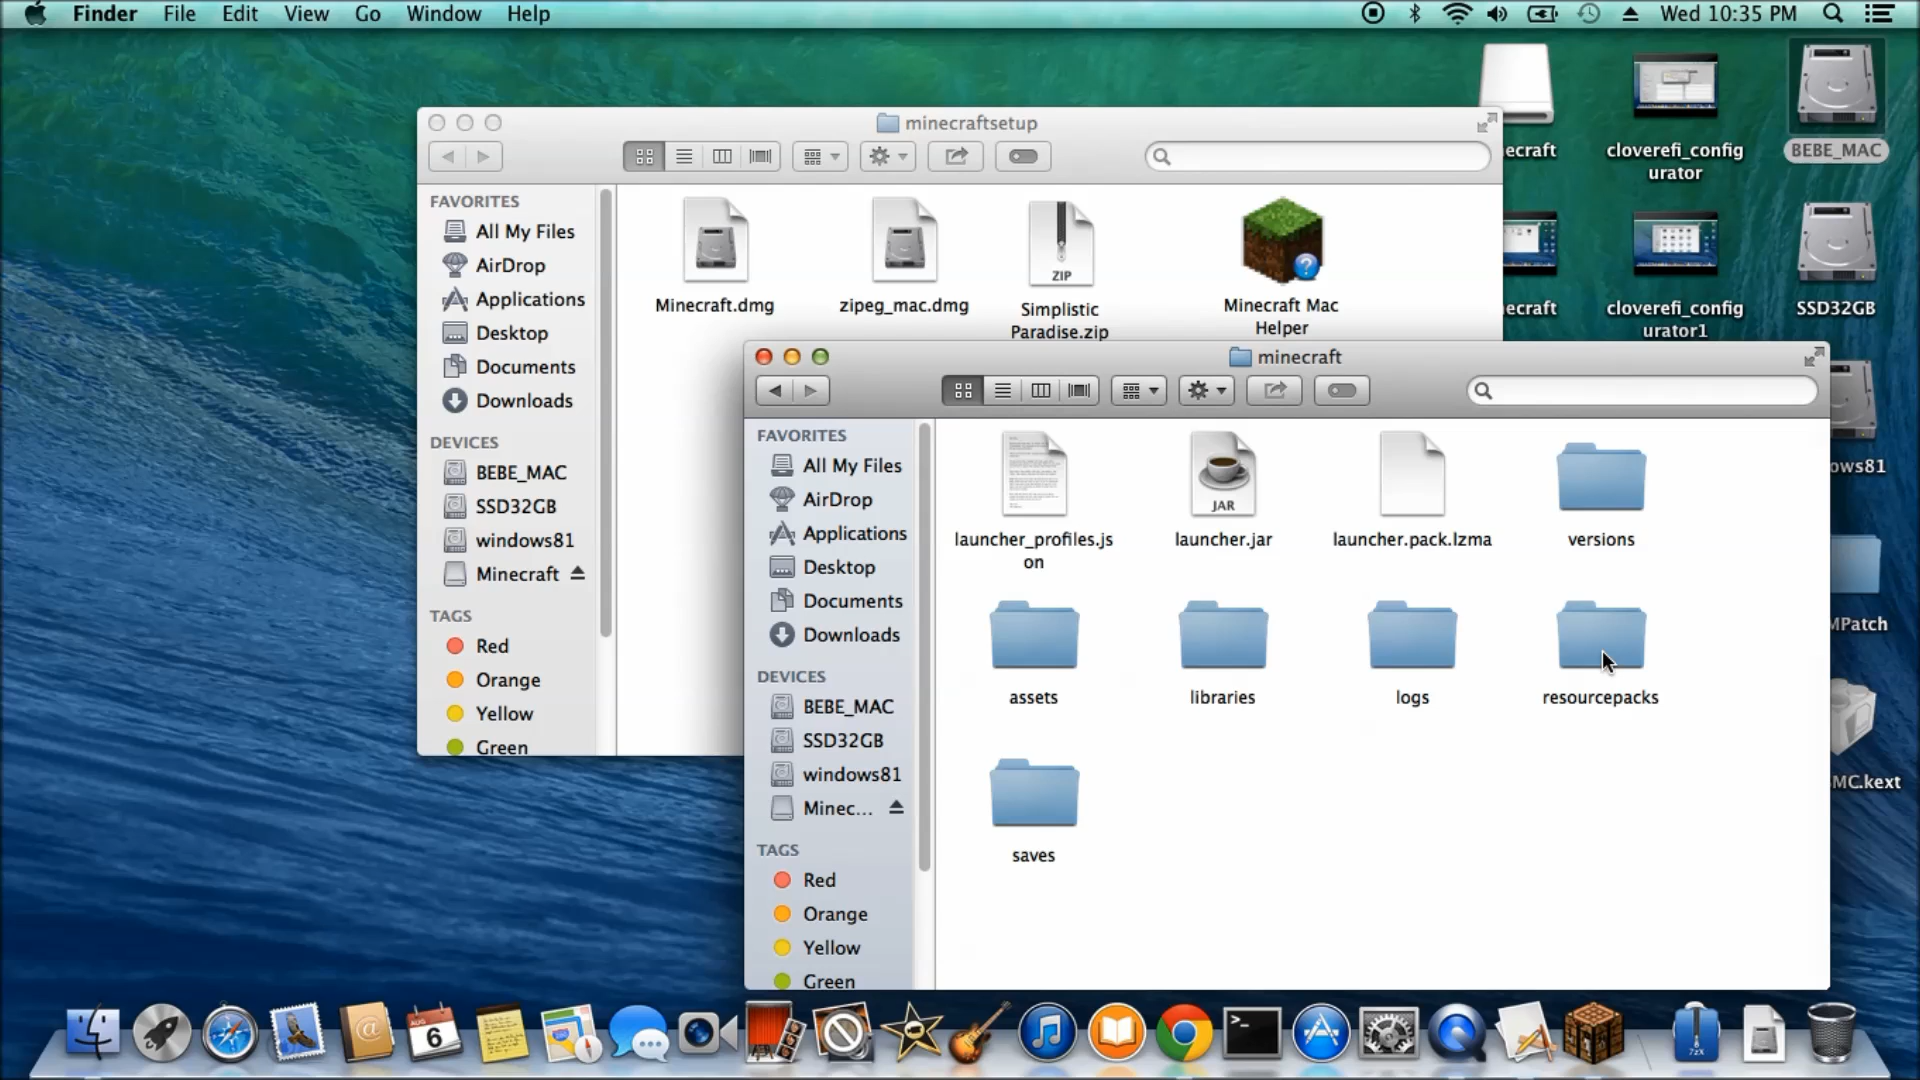 Finder File Edit View Go Window Help
Wed 10:35 PM
minecraftsetup
FAVORITES
All My Files
AirDrop
Applications
Desktop
Documents
Downloads
DEVICES
BEBE_MAC
SSD32GB
windows81
Minecraft
TAGS
Red
Orange
Yellow
Green
Minecraft.dmg
zipeg_mac.dmg
ZIP
Simplistic
Paradise.zip
Minecraft Mac
Helper
minecraft
FAVORITES
All My Files
AirDrop
Applications
Desktop
Documents
Downloads
DEVICES
BEBE_MAC
SSD32GB
windows81
Minec...
TAGS
Red
Orange
Yellow
Green
launcher_profiles.js
on
JAR
launcher.jar
launcher.pack.lzma
versions
assets
libraries
logs
resourcepacks
saves
ecraft
cloverefi_config
urator
BEBE_MAC
ecraft
cloverefi_config
urator1
SSD32GB
ows81
MPatch
MC.kext
AUG
6
7zX